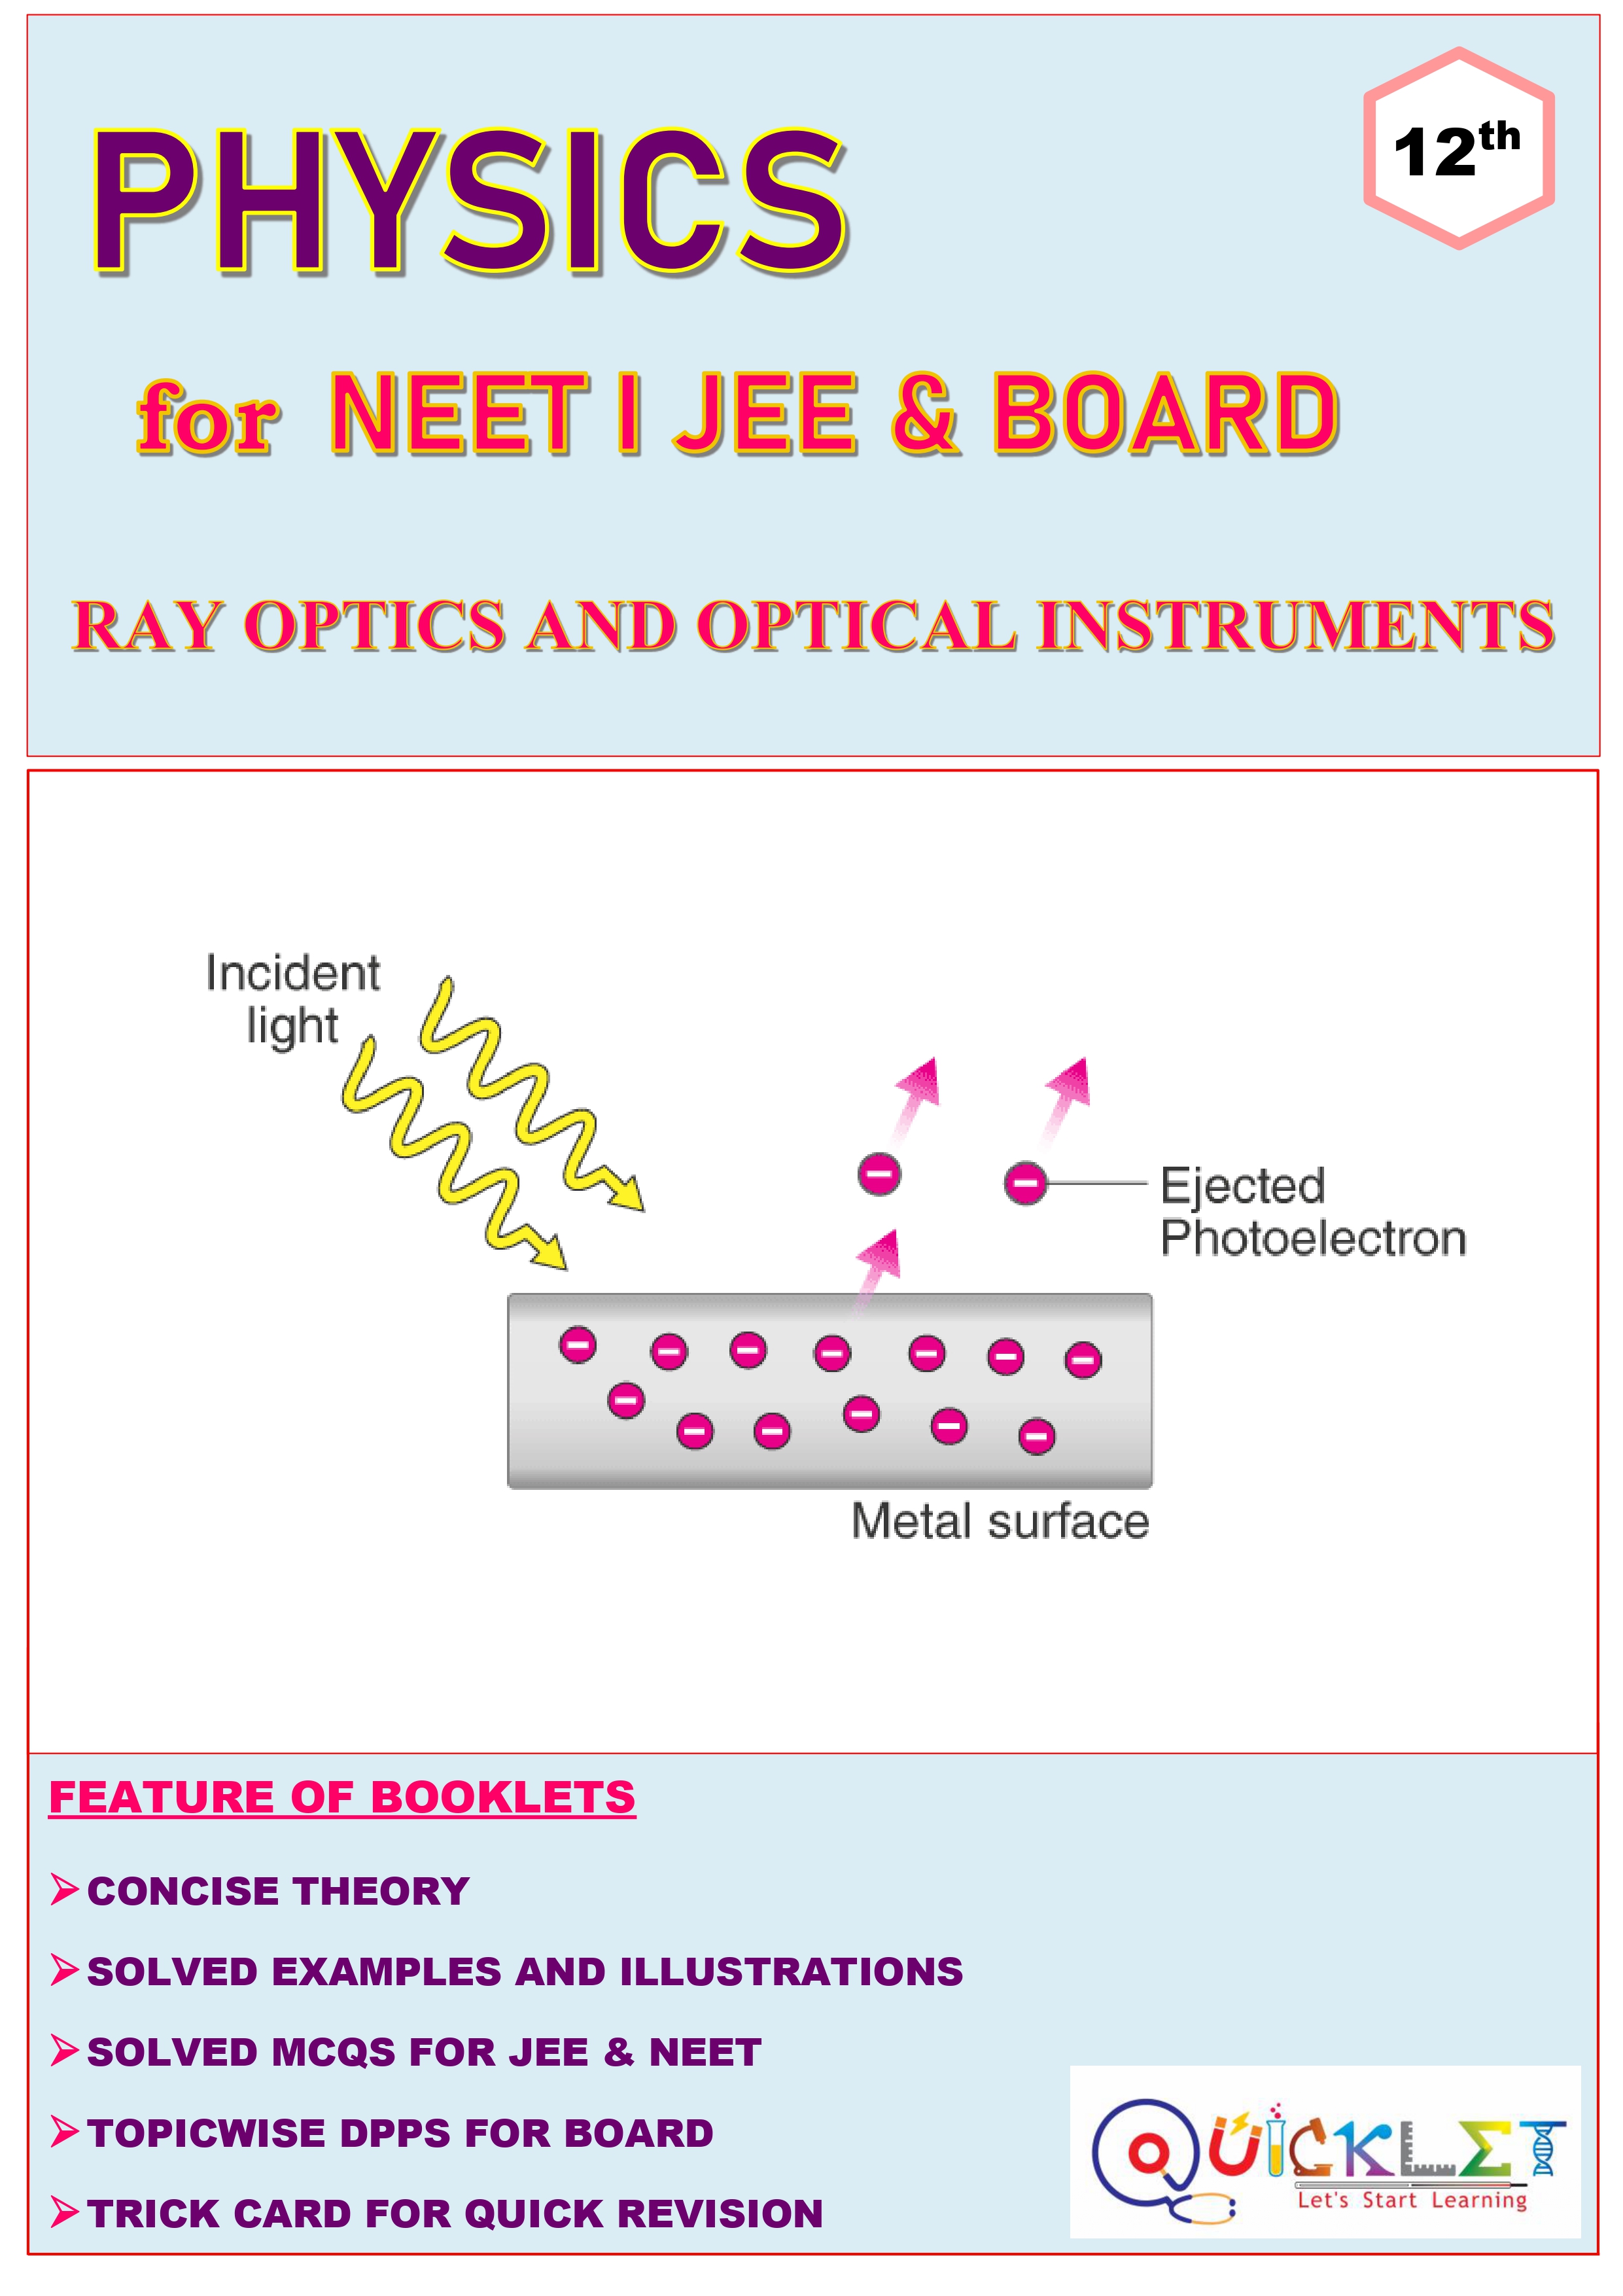 12th
PHYSICS
for NEET I JEE & BOARD
RAY OPTICS AND OPTICAL INSTRUMENTS
Incident
light
Ejected
Photoelectron
Metal surface
FEATURE OF BOOKLETS
CONCISE THEORY
SOLVED EXAMPLES AND ILLUSTRATIONS
SOLVED MCQS FOR JEE & NEET
TOPICWISE DPPS FOR BOARD
TRICK CARD FOR QUICK REVISION
QUICKLET
Let's Start Learning